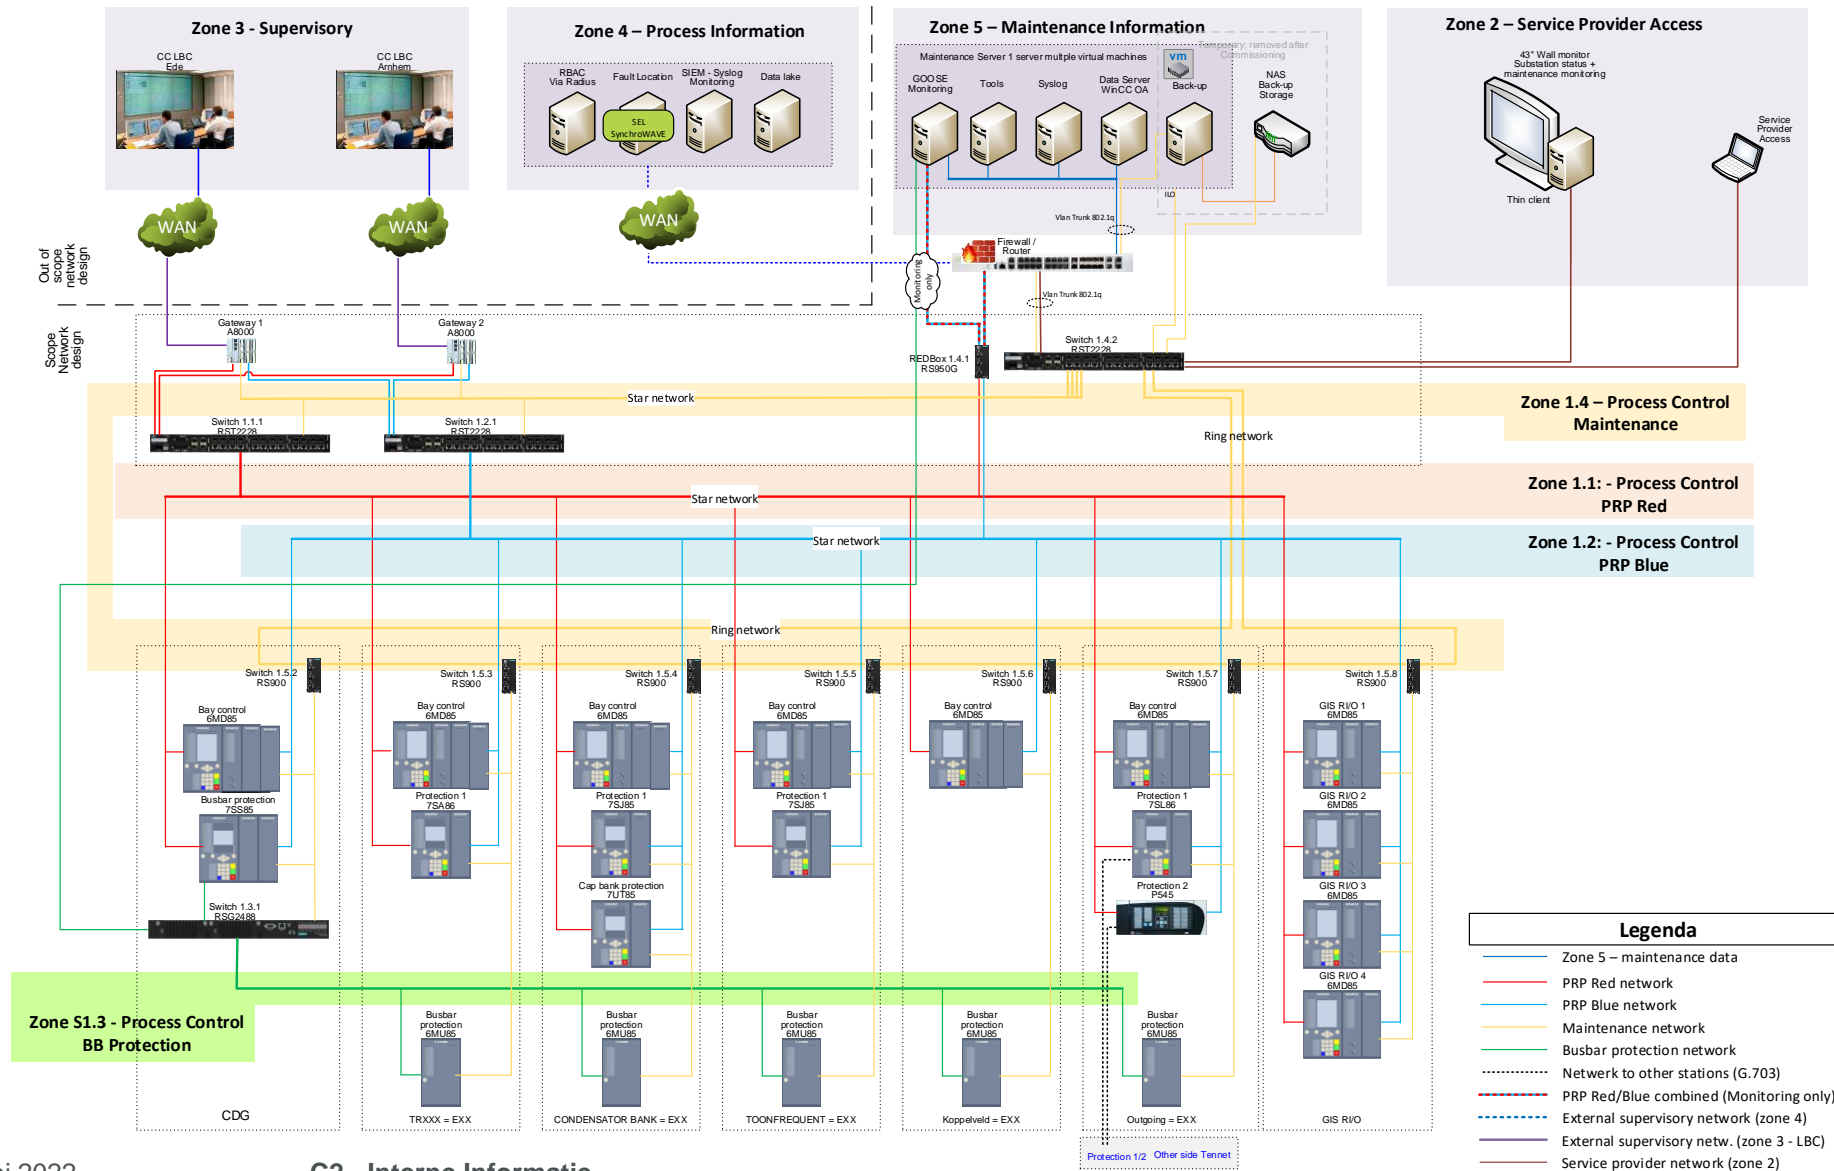 Zone 3 - Supervisory
CC LBC
Ede
CC LBC
Arnhem
WAN
WAN
Out of
scope
network
design
Scope
Network
design
Zone 4 – Process Information
RBAC
Via Radius
Fault Location
SEL
SynchroWAVE
SIEM - Syslog
Monitoring
Data lake
WAN
Zone 5 – Maintenance Information
Temporary; removed after
Commissioning
Maintenance Server 1 server multple virtual machines
vm
GOOSE
Monitoring
Tools
Syslog
Data Server
WinCC OA
Back-up
NAS
Back-up
Storage
ILO
Vlan Trunk 802.1q
Firewall /
Router
Monitoring
only
Vlan Trunk 802.1q
Zone 2 – Service Provider Access
43" Wall monitor
Substation status +
maintenance monitoring
Thin client
Service
Provider
Access
Gateway 1
A8000
Gateway 2
A8000
REDBox 1.4.1
RS950G
Switch 1.4.2
RST2228
Star network
Zone 1.4 – Process Control
Maintenance
Switch 1.1.1
RST2228
Switch 1.2.1
RST2228
Ring network
Star network
Zone 1.1: - Process Control
PRP Red
Star network
Zone 1.2: - Process Control
PRP Blue
Ring network
Switch 1.5.2
RS900
Switch 1.5.3
RS900
Switch 1.5.4
RS900
Switch 1.5.5
RS900
Switch 1.5.6
RS900
Switch 1.5.7
RS900
Switch 1.5.8
RS900
Bay control
6MD85
Busbar protection
7SS85
Switch 1.3.1
RSG2488
CDG
Bay control
6MD85
Protection 1
7SA86
Busbar
protection
6MU85
TRXXX = EXX
Bay control
6MD85
Protection 1
7SJ85
Cap bank protection
7UT85
Busbar
protection
6MU85
CONDENSATOR BANK = EXX
Bay control
6MD85
Protection 1
7SJ85
Busbar
protection
6MU85
TOONFREQUENT = EXX
Bay control
6MD85
Busbar
protection
6MU85
Koppelveld = EXX
Bay control
6MD85
Protection 1
7SL86
Protection 2
P545
Busbar
protection
6MU85
Outgoing = EXX
Protection 1/2 Other side Tennet
GIS RI/O 1
6MD85
GIS RI/O 2
6MD85
GIS RI/O 3
6MD85
GIS RI/O 4
6MD85
GIS RI/O
Zone S1.3 - Process Control
BB Protection
Legenda
Zone 5 – maintenance data
PRP Red network
PRP Blue network
Maintenance network
Busbar protection network
Netwerk to other stations (G.703)
PRP Red/Blue combined (Monitoring only)
External supervisory network (zone 4)
External supervisory netw. (zone 3 - LBC)
Service provider network (zone 2)